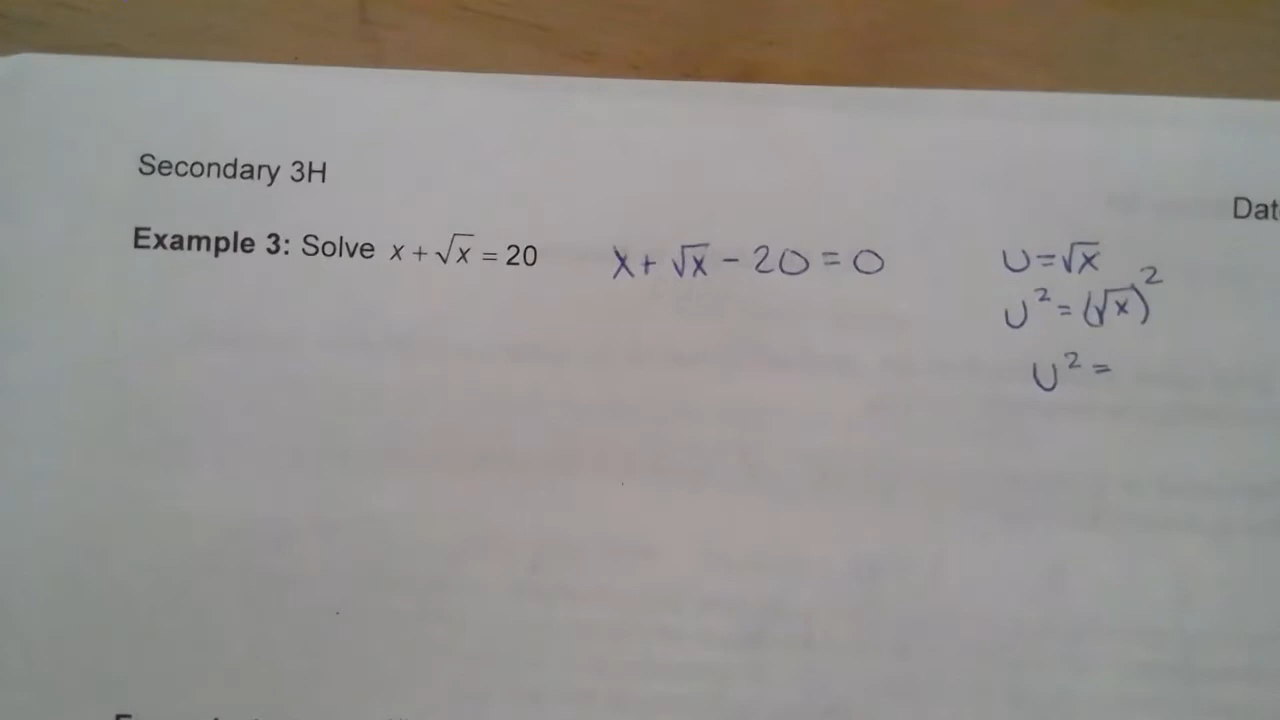 Secondary 3H
Dat
Example 3: Solve x + √x = 20
x + √x - 20 = 0
U = √x
U² = (√x)²
U² =